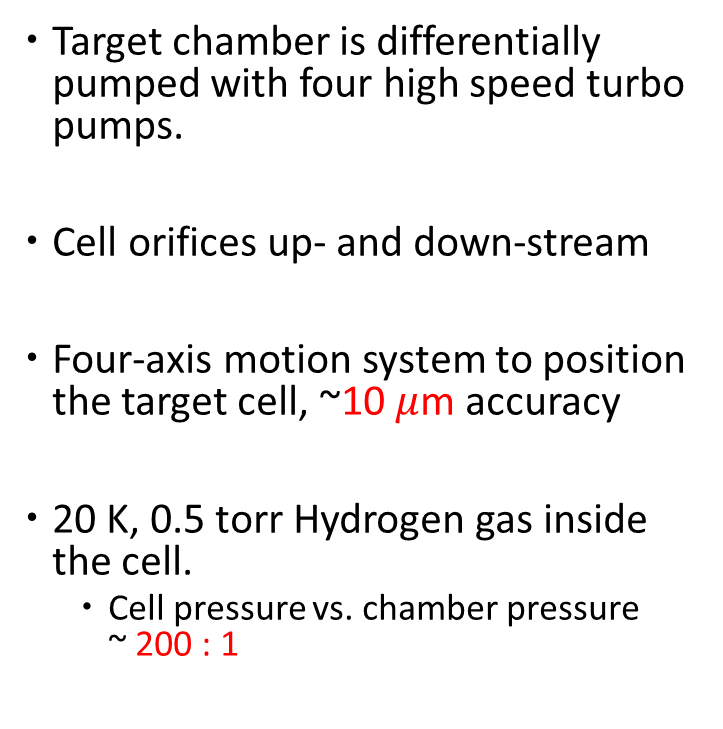 • Target chamber is differentially
pumped with four high speed turbo
pumps.
• Cell orifices up- and down-stream
• Four-axis motion system to position
the target cell, ~10 𝜇m accuracy
• 20 K, 0.5 torr Hydrogen gas inside
the cell.
• Cell pressure vs. chamber pressure
~ 200 : 1